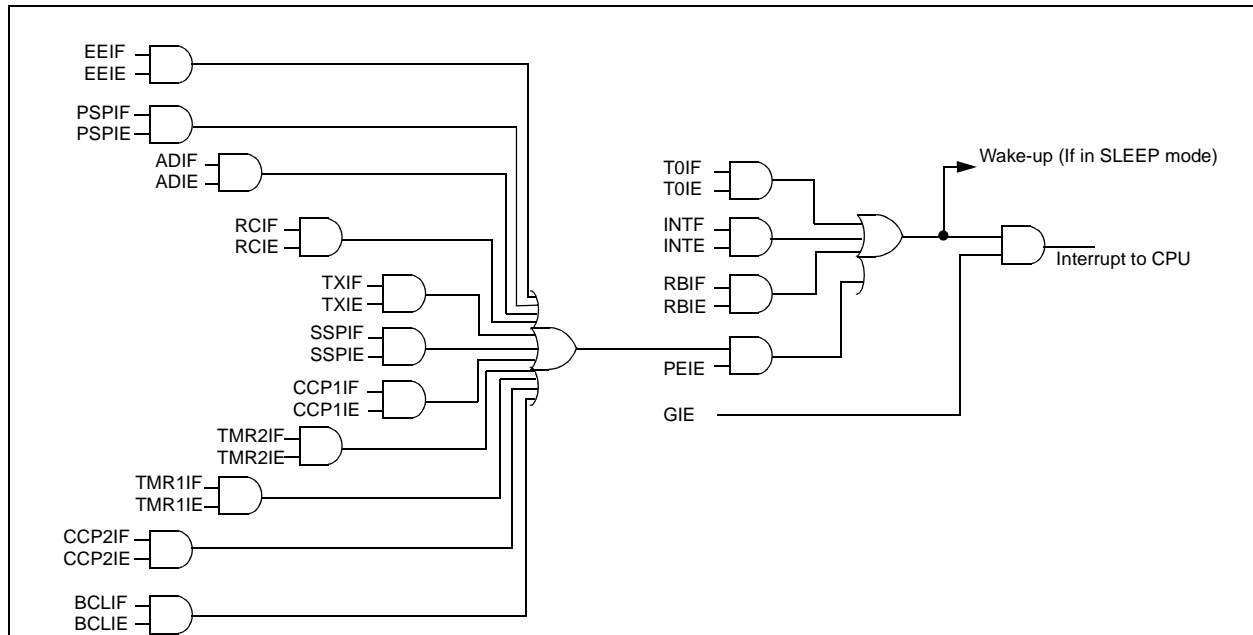 EEIF
EEIE
PSPIF
PSPIE
ADIF
ADIE
RCIF
RCIE
TXIF
TXIE
SSPIF
SSPIE
CCP1IF
CCP1IE
TMR2IF
TMR2IE
TMR1IF
TMR1IE
CCP2IF
CCP2IE
BCLIF
BCLIE
T0IF
T0IE
INTF
INTE
RBIF
RBIE
PEIE
GIE
Wake-up (If in SLEEP mode)
Interrupt to CPU